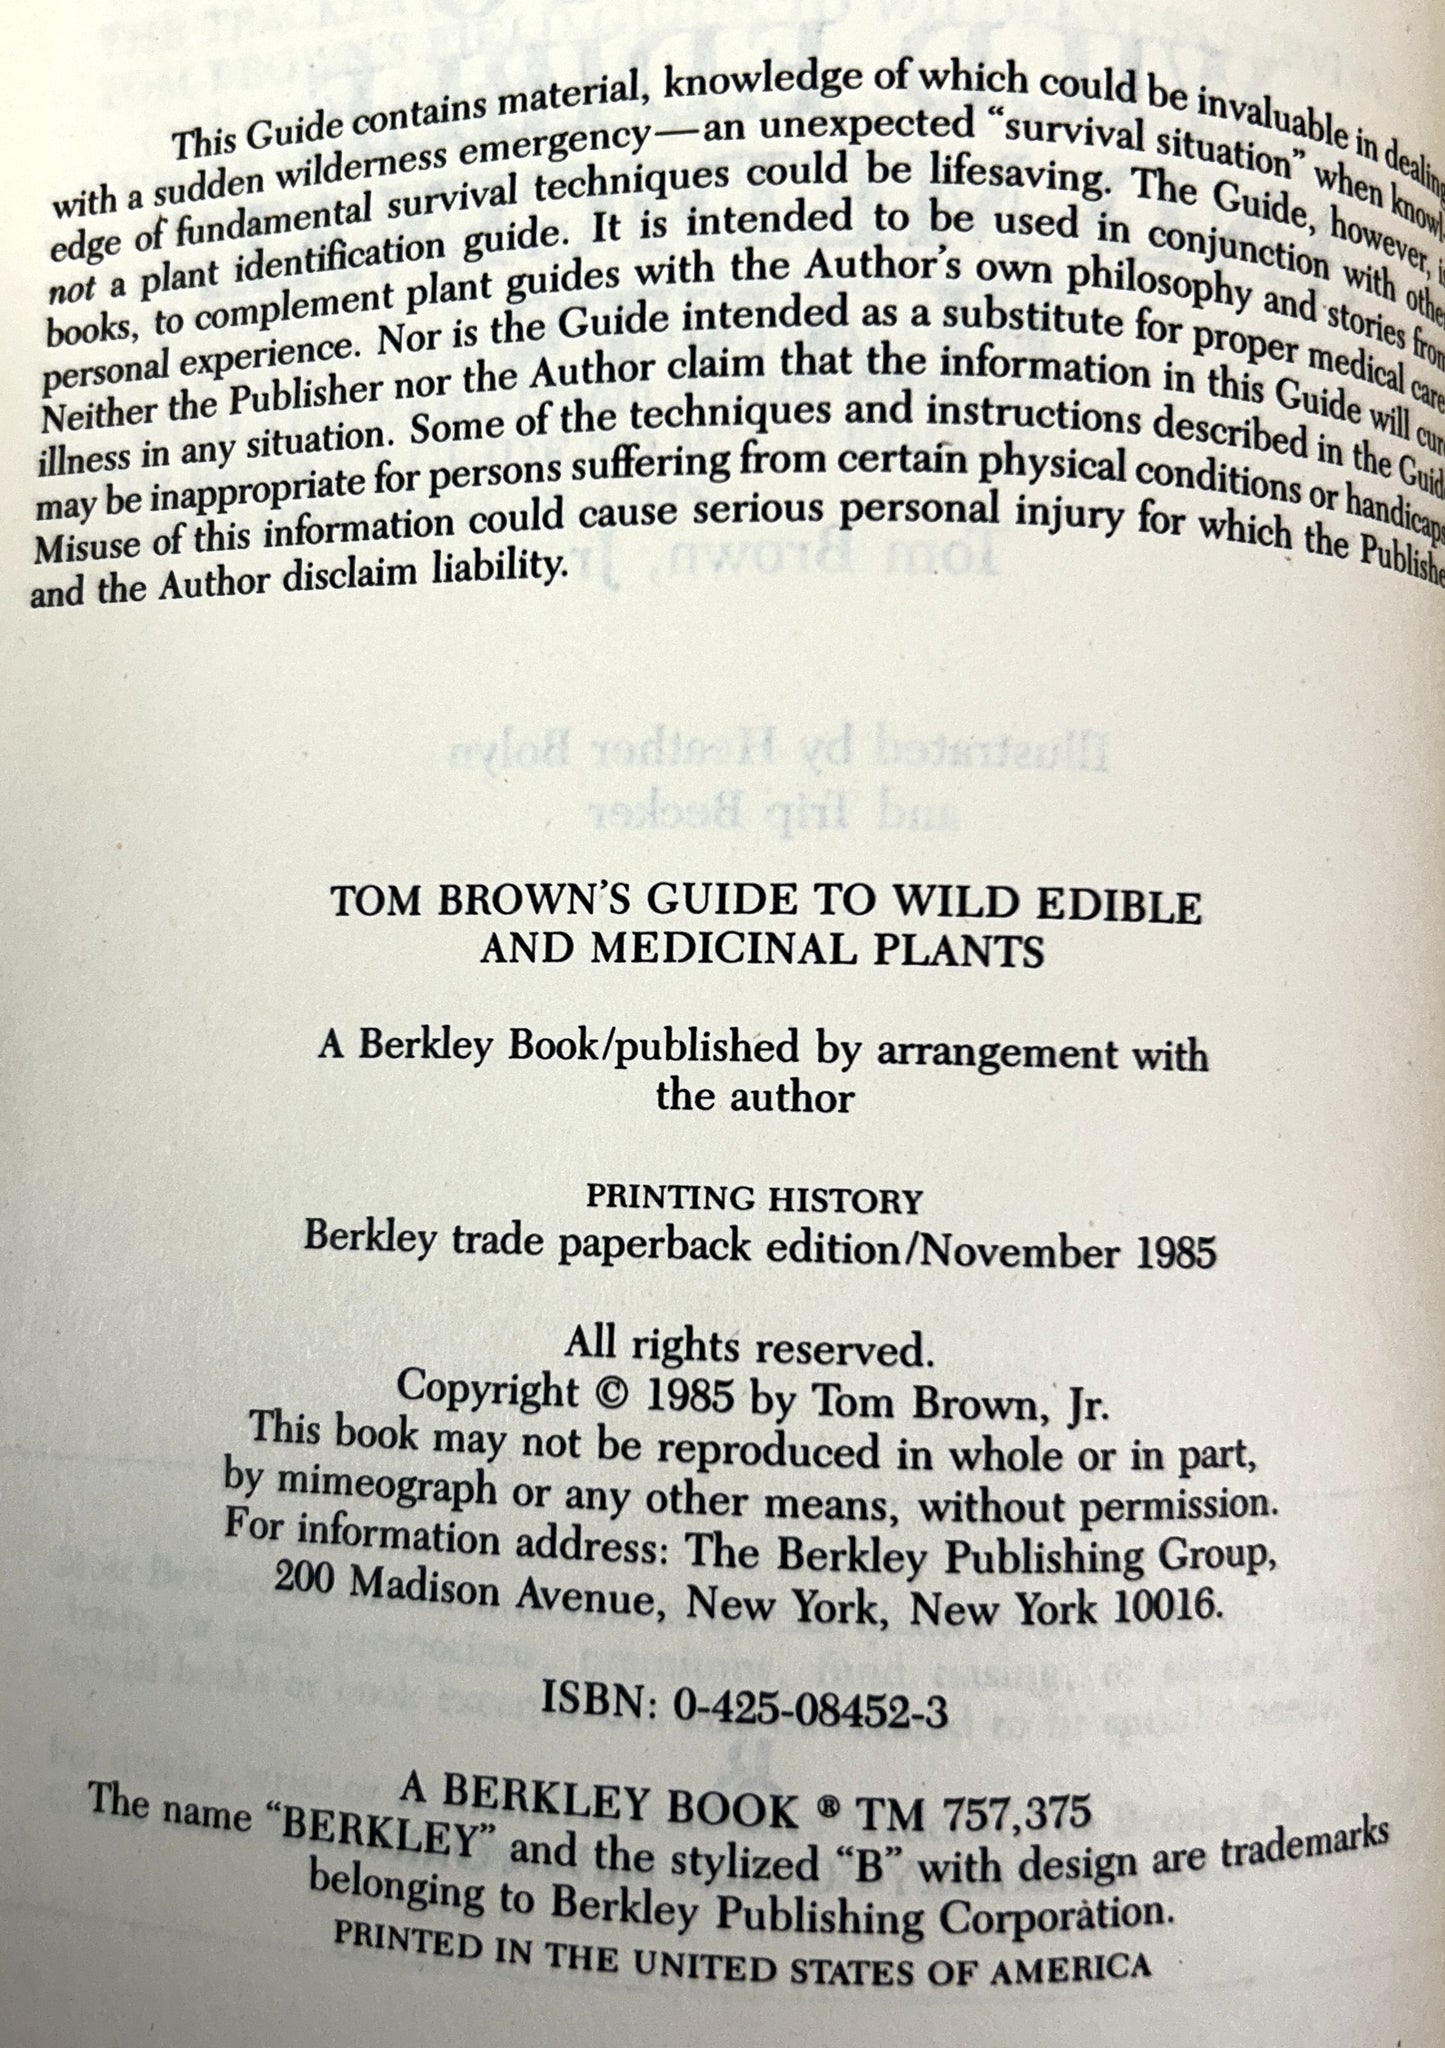 This Guide contains material, knowledge of which could be invaluable in dealing
with a sudden wilderness emergency—an unexpected “survival situation” when knowl-
edge of fundamental survival techniques could be lifesaving. The Guide, however, is
not a plant identification guide. It is intended to be used in conjunction with other
books, to complement plant guides with the Author’s own philosophy and stories from
personal experience. Nor is the Guide intended as a substitute for proper medical care.
Neither the Publisher nor the Author claim that the information in this Guide will cure
illness in any situation. Some of the techniques and instructions described in the Guide
may be inappropriate for persons suffering from certain physical conditions or handicaps.
Misuse of this information could cause serious personal injury for which the Publisher
and the Author disclaim liability.
Tom Brown, Jr.
Illustrated by Heather Bolyn
and Trip Becker
TOM BROWN’S GUIDE TO WILD EDIBLE
AND MEDICINAL PLANTS
A Berkley Book/published by arrangement with
the author
PRINTING HISTORY
Berkley trade paperback edition/November 1985
All rights reserved.
Copyright © 1985 by Tom Brown, Jr.
This book may not be reproduced in whole or in part,
by mimeograph or any other means, without permission.
For information address: The Berkley Publishing Group,
200 Madison Avenue, New York, New York 10016.
ISBN: 0-425-08452-3
A BERKLEY BOOK ® TM 757,375
The name “BERKLEY” and the stylized “B” with design are trademarks
belonging to Berkley Publishing Corporation.
PRINTED IN THE UNITED STATES OF AMERICA